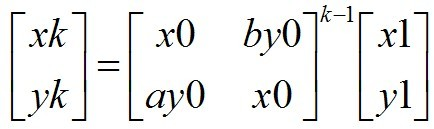 [xk yk] = [x0 by0 ay0 x0]^k-1 [x1 y1]